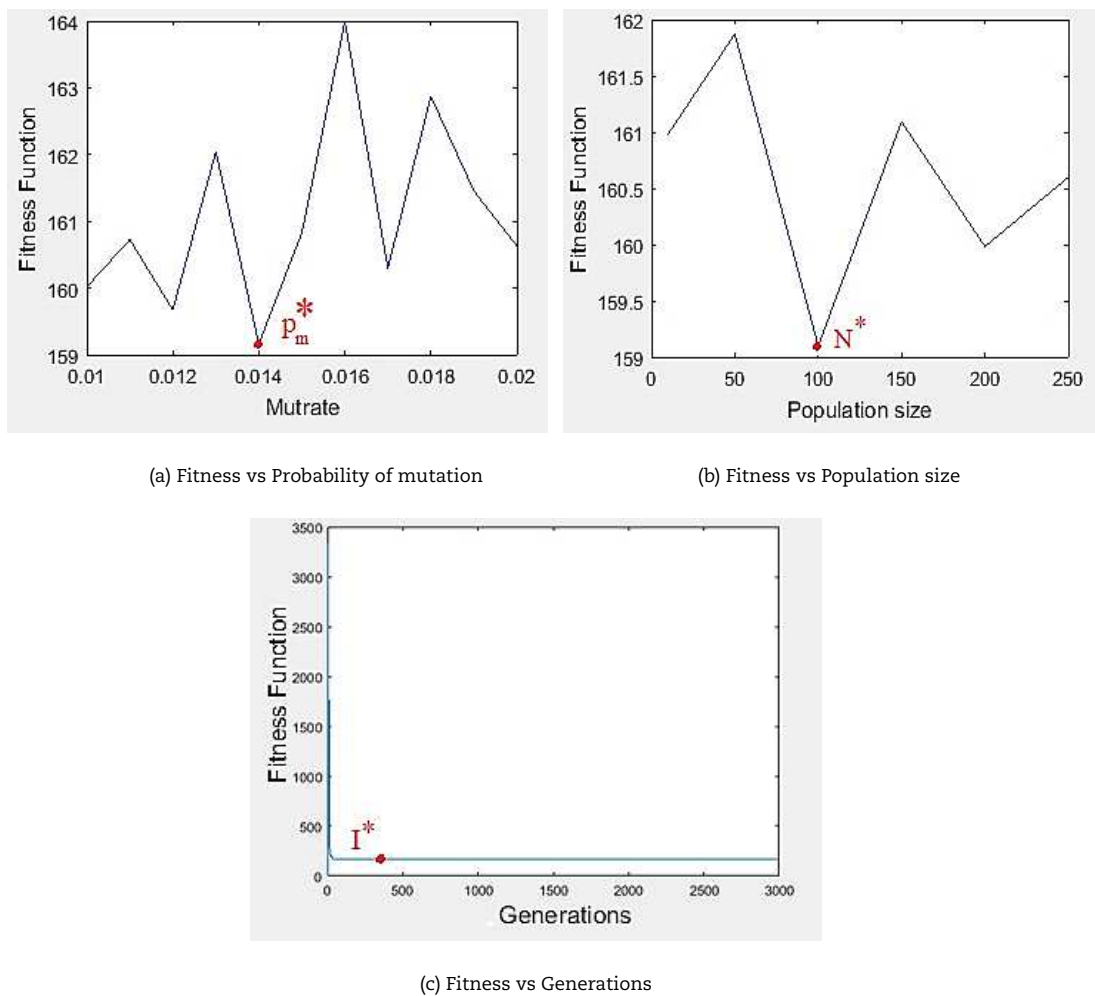 164
163
162
161
160
159
Fitness Function
0.01 0.012 0.014 0.016 0.018 0.02
Mutrate
p_m*
162
161.5
161
160.5
160
159.5
159
Fitness Function
0 50 100 150 200 250
Population size
N*
(a) Fitness vs Probability of mutation
(b) Fitness vs Population size
3500
3000
2500
2000
1500
1000
500
0
Fitness Function
0 500 1000 1500 2000 2500 3000
Generations
I*
(c) Fitness vs Generations